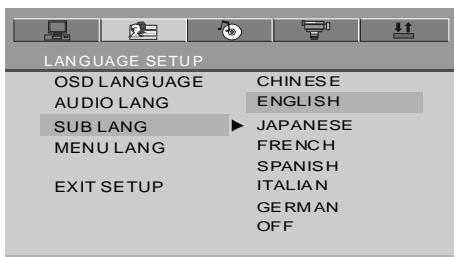 LANGUAGE SETUP
OSD LANGUAGE CHINESE
AUDIO LANG ENGLISH
SUB LANG ▶ JAPANESE
MENU LANG FRENCH
SPANISH
EXIT SETUP ITALIAN
GERMAN
OFF